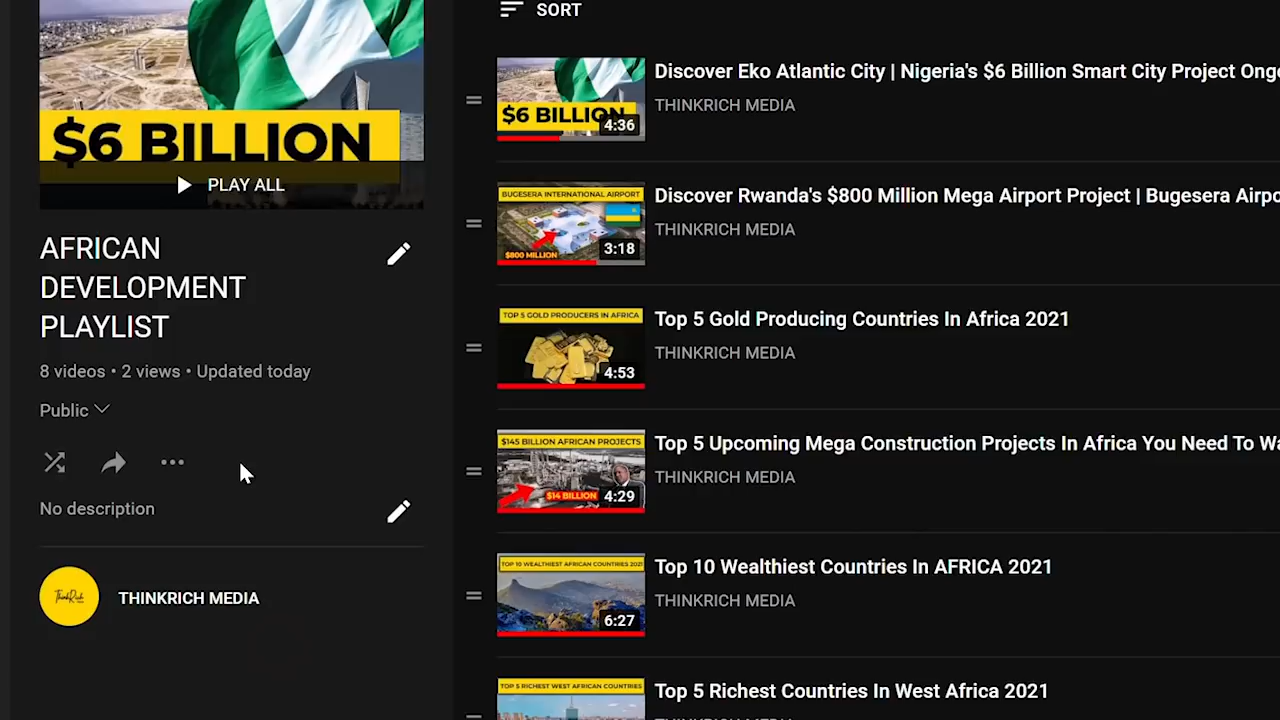 $6 BILLION
PLAY ALL
AFRICAN
DEVELOPMENT
PLAYLIST
8 videos • 2 views • Updated today
Public
No description
ThinkRich
THINKRICH MEDIA
SORT
$6 BILLION
4:36
Discover Eko Atlantic City | Nigeria's $6 Billion Smart City Project Ong
THINKRICH MEDIA
BUGESERA INTERNATIONAL AIRPORT
$800 MILLION
3:18
Discover Rwanda's $800 Million Mega Airport Project | Bugesera Airpo
THINKRICH MEDIA
TOP 5 GOLD PRODUCERS IN AFRICA
4:53
Top 5 Gold Producing Countries In Africa 2021
THINKRICH MEDIA
$145 BILLION AFRICAN PROJECTS
$14 BILLION
4:29
Top 5 Upcoming Mega Construction Projects In Africa You Need To Wa
THINKRICH MEDIA
TOP 10 WEALTHIEST AFRICAN COUNTRIES 2021
6:27
Top 10 Wealthiest Countries In AFRICA 2021
THINKRICH MEDIA
TOP 5 RICHEST WEST AFRICAN COUNTRIES
Top 5 Richest Countries In West Africa 2021